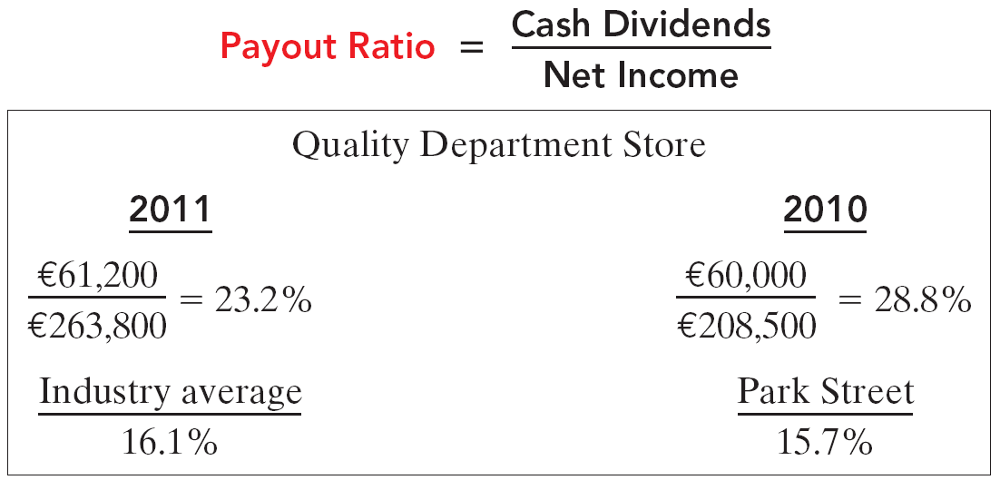 Payout Ratio = Cash Dividends / Net Income
Quality Department Store
2011 2010
€61,200 / €263,800 = 23.2% €60,000 / €208,500 = 28.8%
Industry average Park Street
16.1% 15.7%